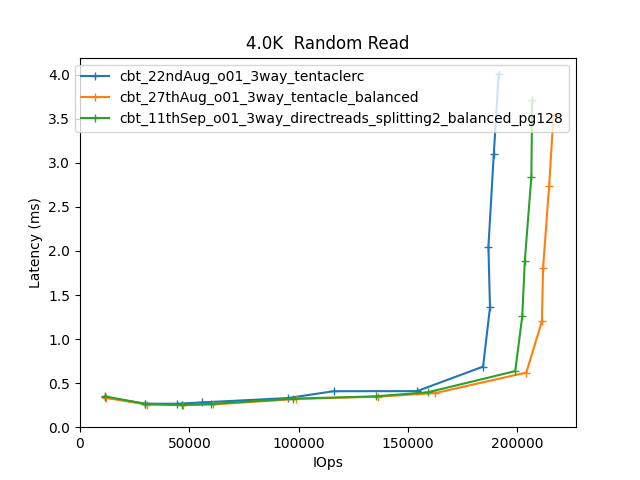 4.0K  Random Read
cbt_22ndAug_o01_3way_tentaclerc
cbt_27thAug_o01_3way_tentacle_balanced
cbt_11thSep_o01_3way_directreads_splitting2_balanced_pg128
Latency (ms)
4.0
3.5
3.0
2.5
2.0
1.5
1.0
0.5
0.0
0 50000 100000 150000 200000
IOps